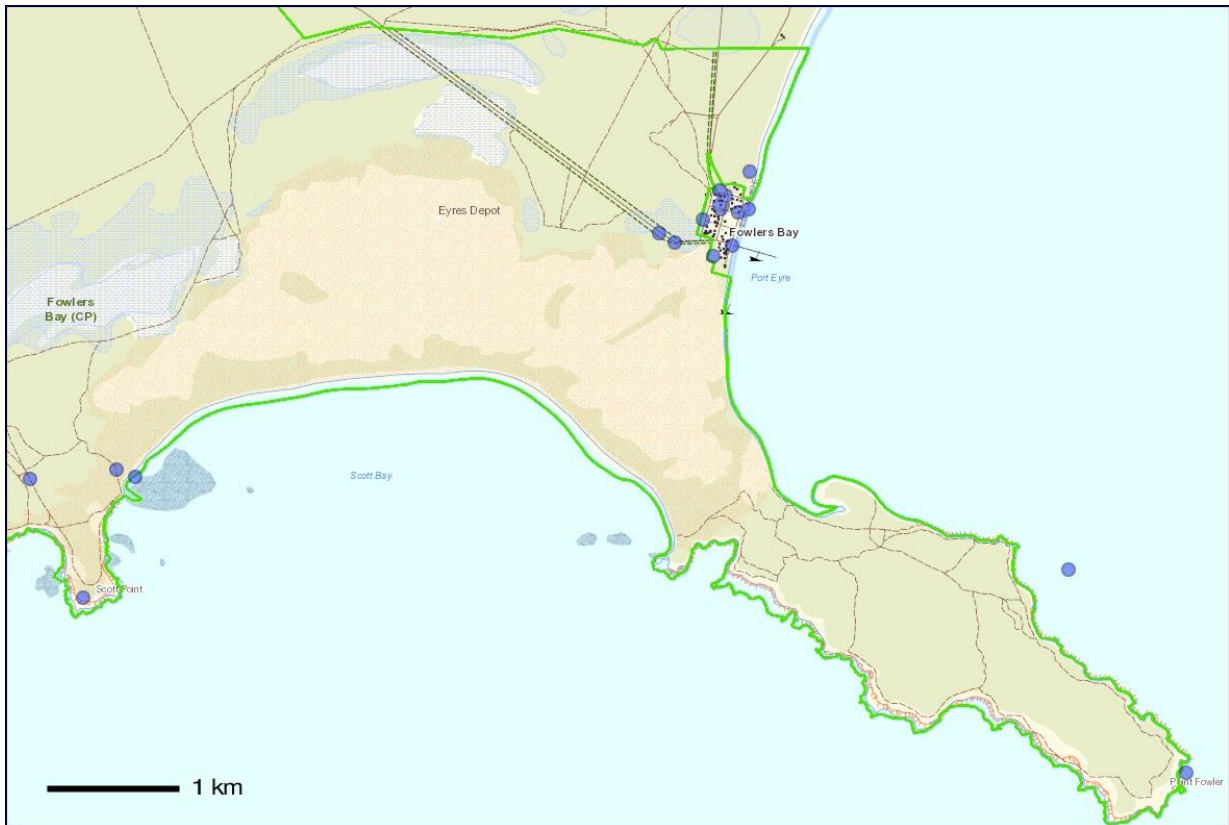 Eyres Depot
Fowlers Bay
Port Eyre
Fowlers
Bay (CP)
Scott Bay
Scott Point
Point Fowler
1 km